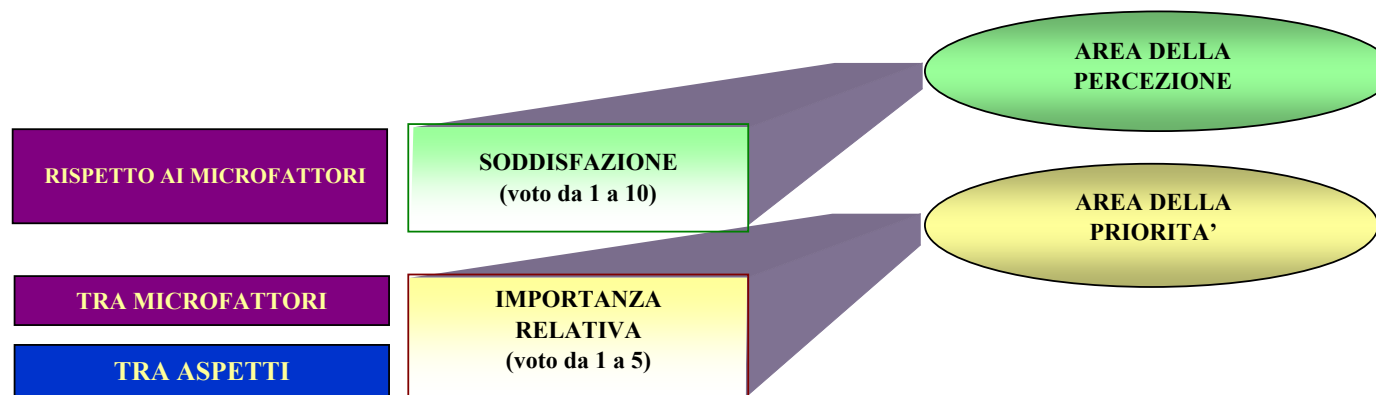 AREA DELLA
PERCEZIONE
RISPETTO AI MICROFATTORI
SODDISFAZIONE
(voto da 1 a 10)
AREA DELLA
PRIORITA’
TRA MICROFATTORI
IMPORTANZA
RELATIVA
(voto da 1 a 5)
TRA ASPETTI